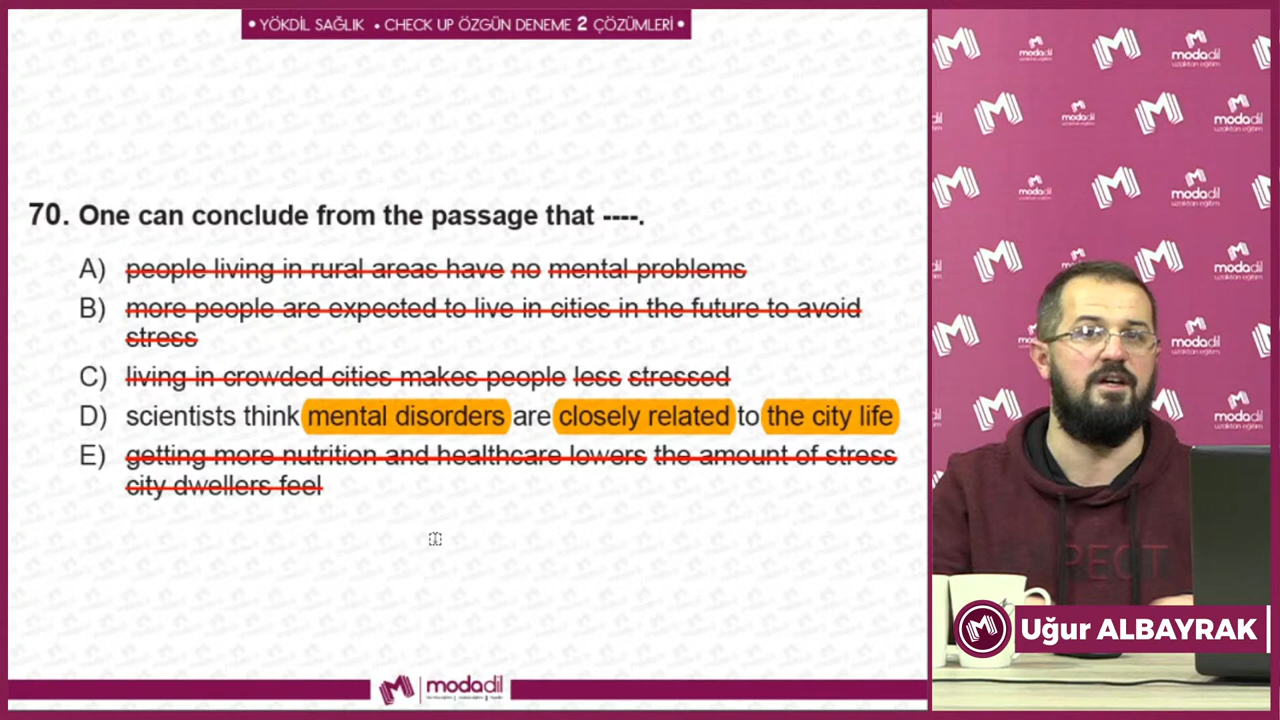 • YÖKDİL SAĞLIK • CHECK UP ÖZGÜN DENEME 2 ÇÖZÜMLERİ •
70. One can conclude from the passage that ----.
A) people living in rural areas have no mental problems
B) more people are expected to live in cities in the future to avoid
stress
C) living in crowded cities makes people less stressed
D) scientists think mental disorders are closely related to the city life
E) getting more nutrition and healthcare lowers the amount of stress
city dwellers feel
modadil
uzaktan eğitim
Uğur ALBAYRAK
modadil